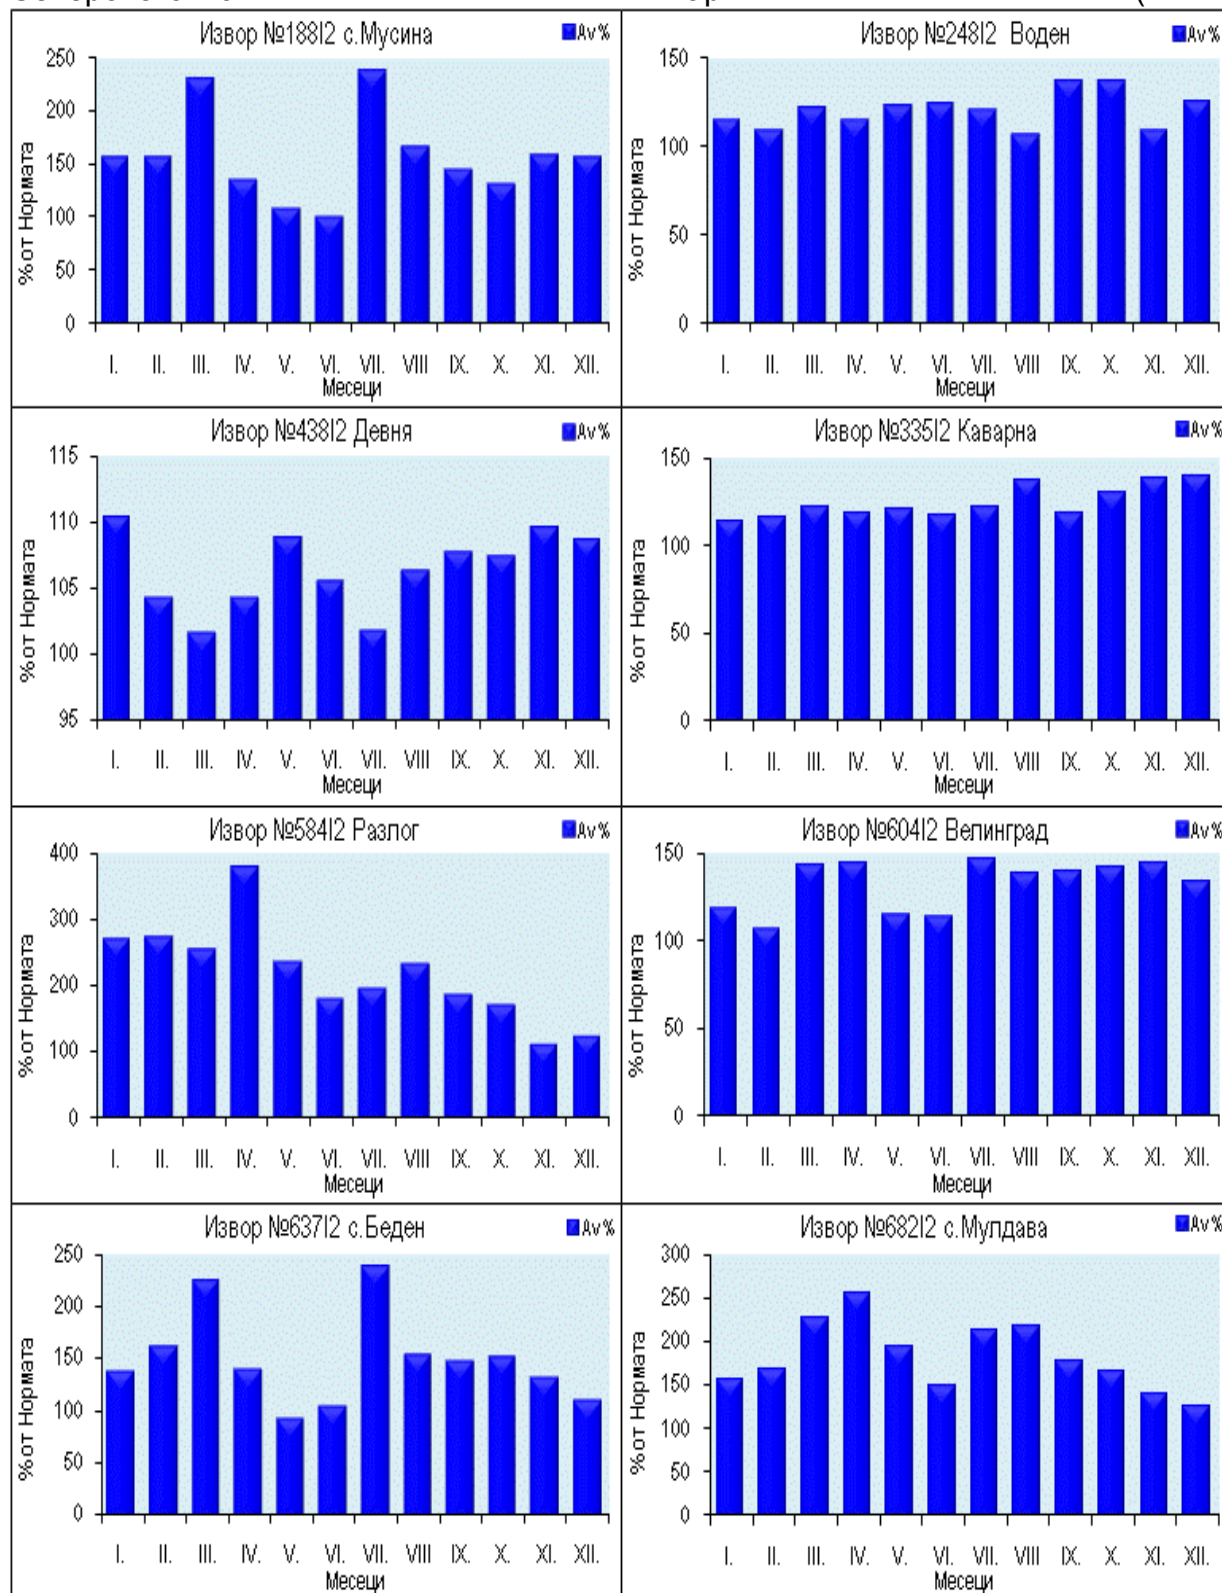 Извор №188I2 с.Мусина
Av%
% от Нормата
250
200
150
100
50
0
I. II. III. IV. V. VI. VII. VIII IX. X. XI. XII.
Месеци
Извор №248I2 Воден
Av%
% от Нормата
150
100
50
0
I. II. III. IV. V. VI. VII. VIII IX. X. XI. XII.
Месеци
Извор №438I2 Девня
Av%
% от Нормата
115
110
105
100
95
I. II. III. IV. V. VI. VII. VIII IX. X. XI. XII.
Месеци
Извор №335I2 Каварна
Av%
% от Нормата
150
100
50
0
I. II. III. IV. V. VI. VII. VIII IX. X. XI. XII.
Месеци
Извор №584I2 Разлог
Av%
% от Нормата
400
300
200
100
0
I. II. III. IV. V. VI. VII. VIII IX. X. XI. XII.
Месеци
Извор №604I2 Велинград
Av%
% от Нормата
150
100
50
0
I. II. III. IV. V. VI. VII. VIII IX. X. XI. XII.
Месеци
Извор №637I2 с.Беден
Av%
% от Нормата
250
200
150
100
50
0
I. II. III. IV. V. VI. VII. VIII IX. X. XI. XII.
Месеци
Извор №682I2 с.Мулдава
Av%
% от Нормата
300
250
200
150
100
50
0
I. II. III. IV. V. VI. VII. VIII IX. X. XI. XII.
Месеци